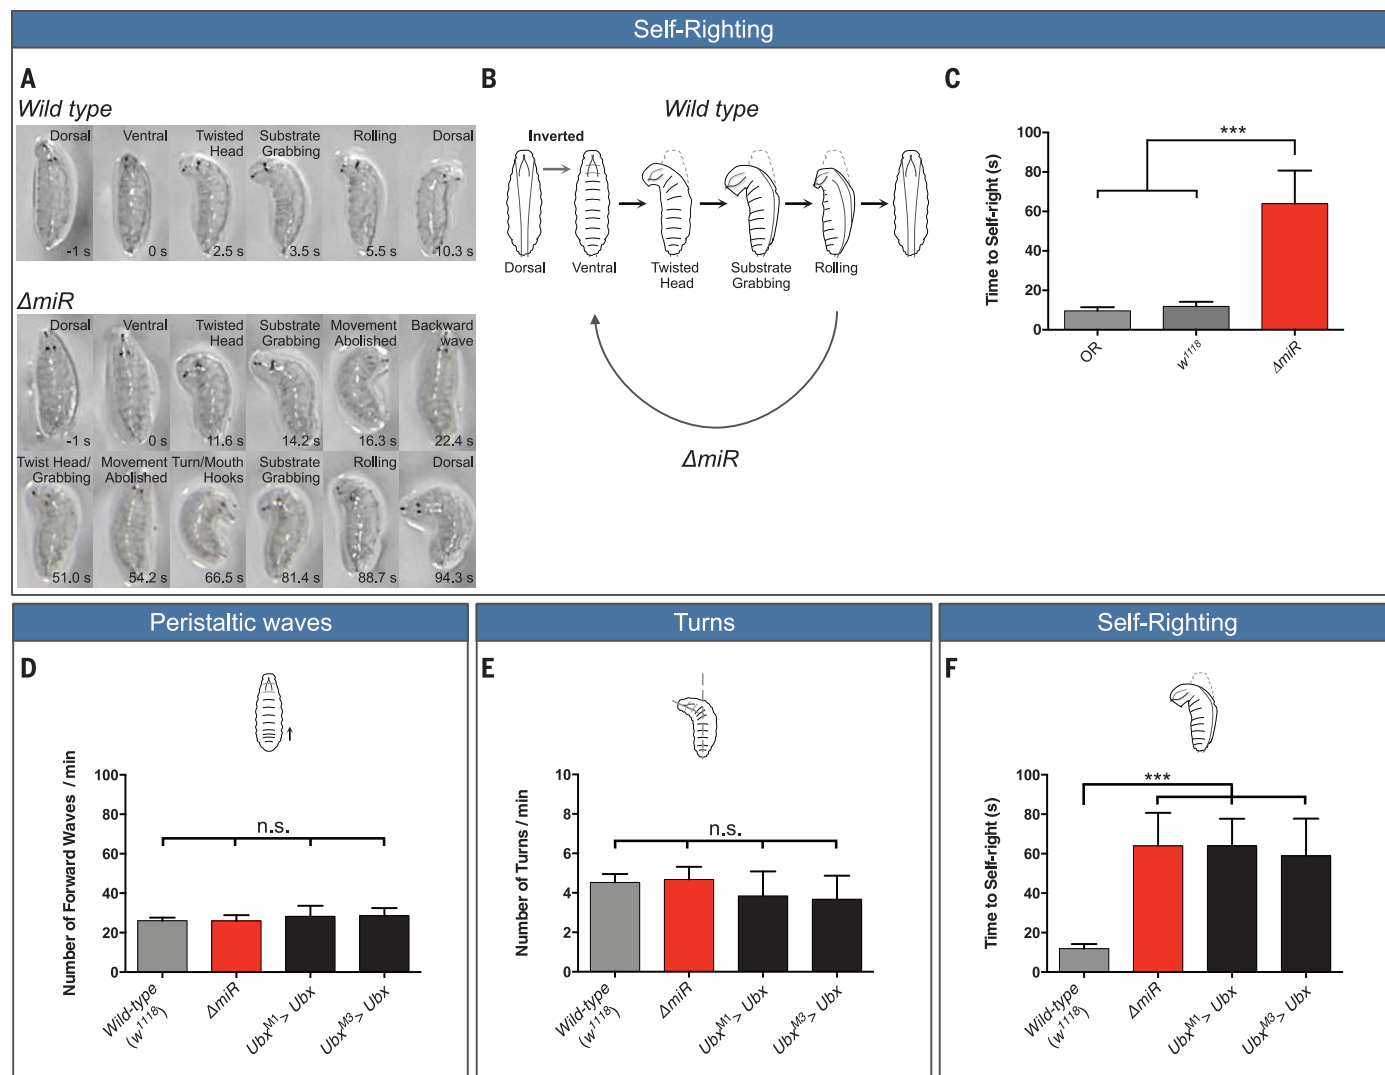 Self-Righting
A
Wild type
Dorsal
Ventral
Twisted
Head
Substrate
Grabbing
Rolling
Dorsal
-1 s
0 s
2.5 s
3.5 s
5.5 s
10.3 s
ΔmiR
Dorsal
Ventral
Twisted
Head
Substrate
Grabbing
Movement
Abolished
Backward
wave
-1 s
0 s
11.6 s
14.2 s
16.3 s
22.4 s
Twist Head/
Grabbing
Movement
Abolished
Turn/Mouth
Hooks
Substrate
Grabbing
Rolling
Dorsal
51.0 s
54.2 s
66.5 s
81.4 s
88.7 s
94.3 s
B
Wild type
Inverted
Dorsal
Ventral
Twisted
Head
Substrate
Grabbing
Rolling
ΔmiR
C
Time to Self-right (s)
100
80
60
40
20
0
***
OR
w1118
ΔmiR
Peristaltic waves
D
Number of Forward Waves / min
100
80
60
40
20
0
n.s.
Wild-type
(w1118)
ΔmiR
UbxM1> Ubx
UbxM3> Ubx
Turns
E
Number of Turns / min
10
8
6
4
2
0
n.s.
Wild-type
(w1118)
ΔmiR
UbxM1> Ubx
UbxM3> Ubx
Self-Righting
F
Time to Self-right (s)
100
80
60
40
20
0
***
Wild-type
(w1118)
ΔmiR
UbxM1> Ubx
UbxM3> Ubx